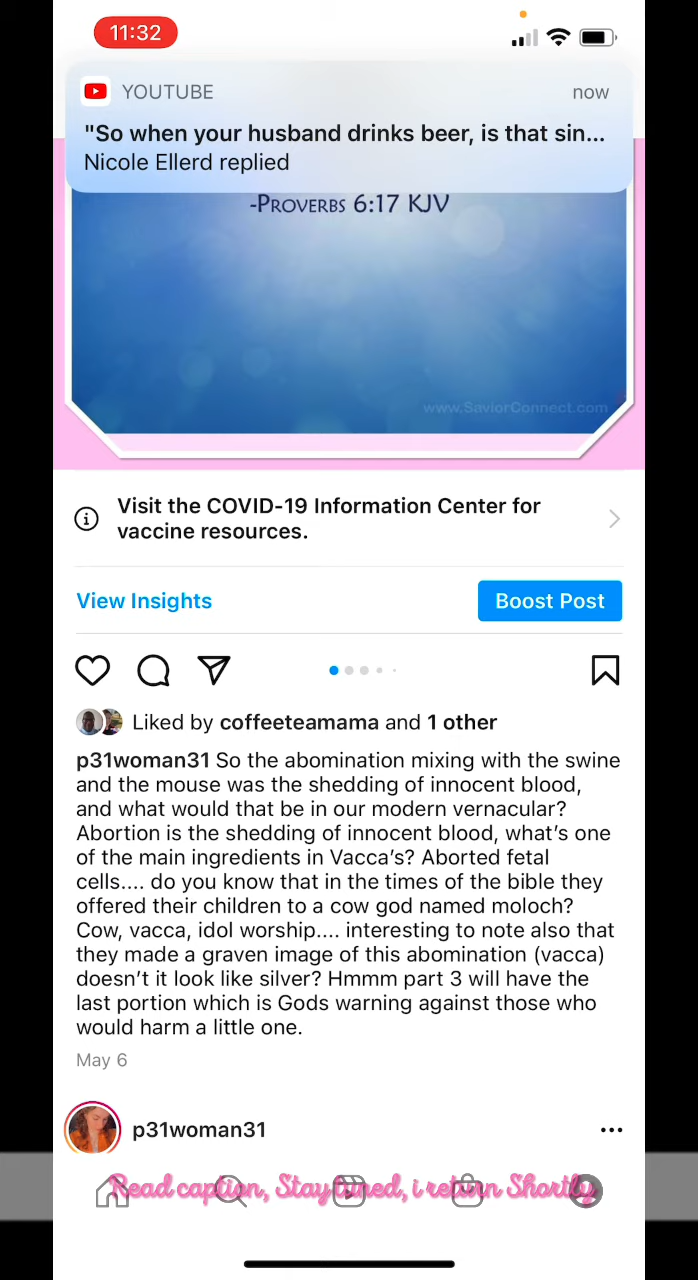 11:32
YOUTUBE
now
"So when your husband drinks beer, is that sin...
Nicole Ellerd replied
-Proverbs 6:17 KJV
www.SaviorConnect.com
Visit the COVID-19 Information Center for
vaccine resources.
View Insights
Boost Post
Liked by coffeeteamama and 1 other
p31woman31 So the abomination mixing with the swine
and the mouse was the shedding of innocent blood,
and what would that be in our modern vernacular?
Abortion is the shedding of innocent blood, what's one
of the main ingredients in Vacca's? Aborted fetal
cells.... do you know that in the times of the bible they
offered their children to a cow god named moloch?
Cow, vacca, idol worship.... interesting to note also that
they made a graven image of this abomination (vacca)
doesn't it look like silver? Hmmm part 3 will have the
last portion which is Gods warning against those who
would harm a little one.
May 6
p31woman31
Read caption, Stay tuned, i return Shortly